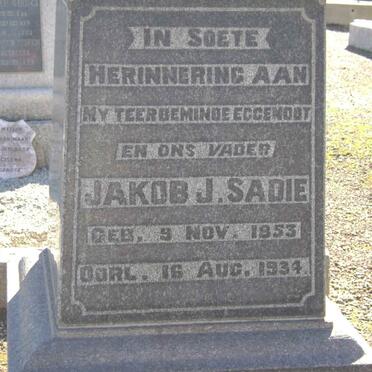 IN SOETE
HERINNERING AAN
MY TEERBEMINDE EGGENOOT
EN ONS VADER
JAKOB J. SADIE
GEB. 9 NOV. 1853
OORL. 16 AUG. 1934